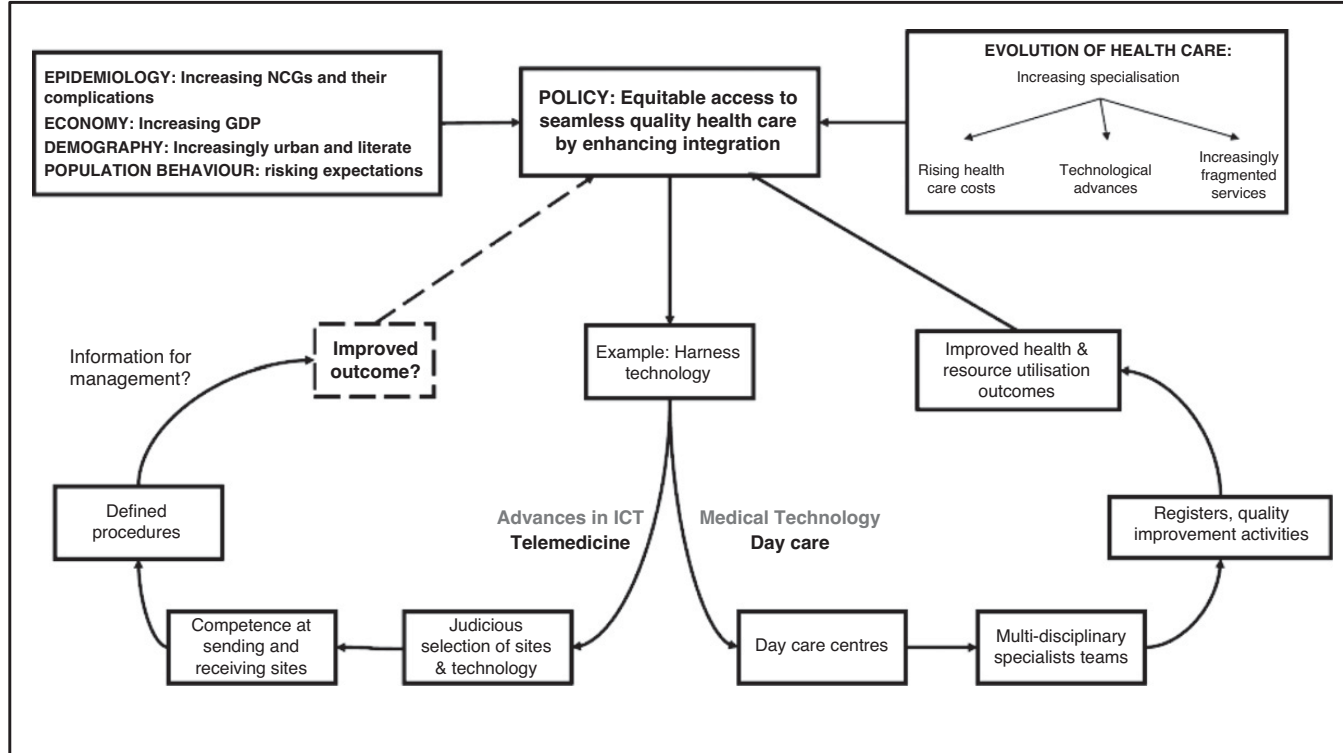 EPIDEMIOLOGY: Increasing NCGs and their
complications
ECONOMY: Increasing GDP
DEMOGRAPHY: Increasingly urban and literate
POPULATION BEHAVIOUR: risking expectations
POLICY: Equitable access to
seamless quality health care
by enhancing integration
EVOLUTION OF HEALTH CARE:
Increasing specialisation
Rising health
care costs
Technological
advances
Increasingly
fragmented
services
Information for
management?
Improved
outcome?
Example: Harness
technology
Improved health &
resource utilisation
outcomes
Defined
procedures
Advances in ICT
Telemedicine
Medical Technology
Day care
Registers, quality
improvement activities
Competence at
sending and
receiving sites
Judicious
selection of sites
& technology
Day care centres
Multi-disciplinary
specialists teams